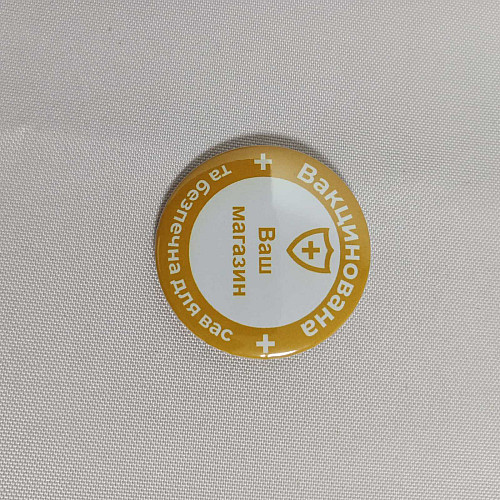 Вакцинована
Ваш
магазин
та безпечна для вас